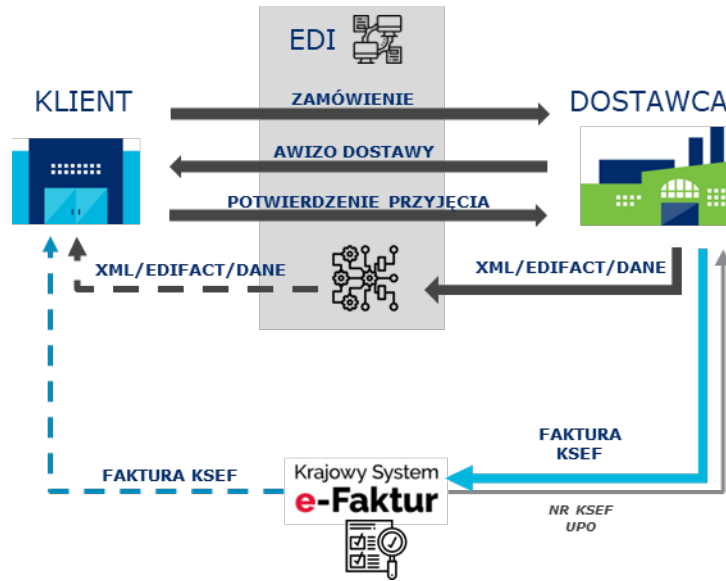 EDI
KLIENT
DOSTAWCA
ZAMÓWIENIE
AWIZO DOSTAWY
POTWIERDZENIE PRZYJĘCIA
XML/EDIFACT/DANE
XML/EDIFACT/DANE
FAKTURA
KSEF
FAKTURA KSEF
Krajowy System
e-Faktur
NR KSEF
UPO